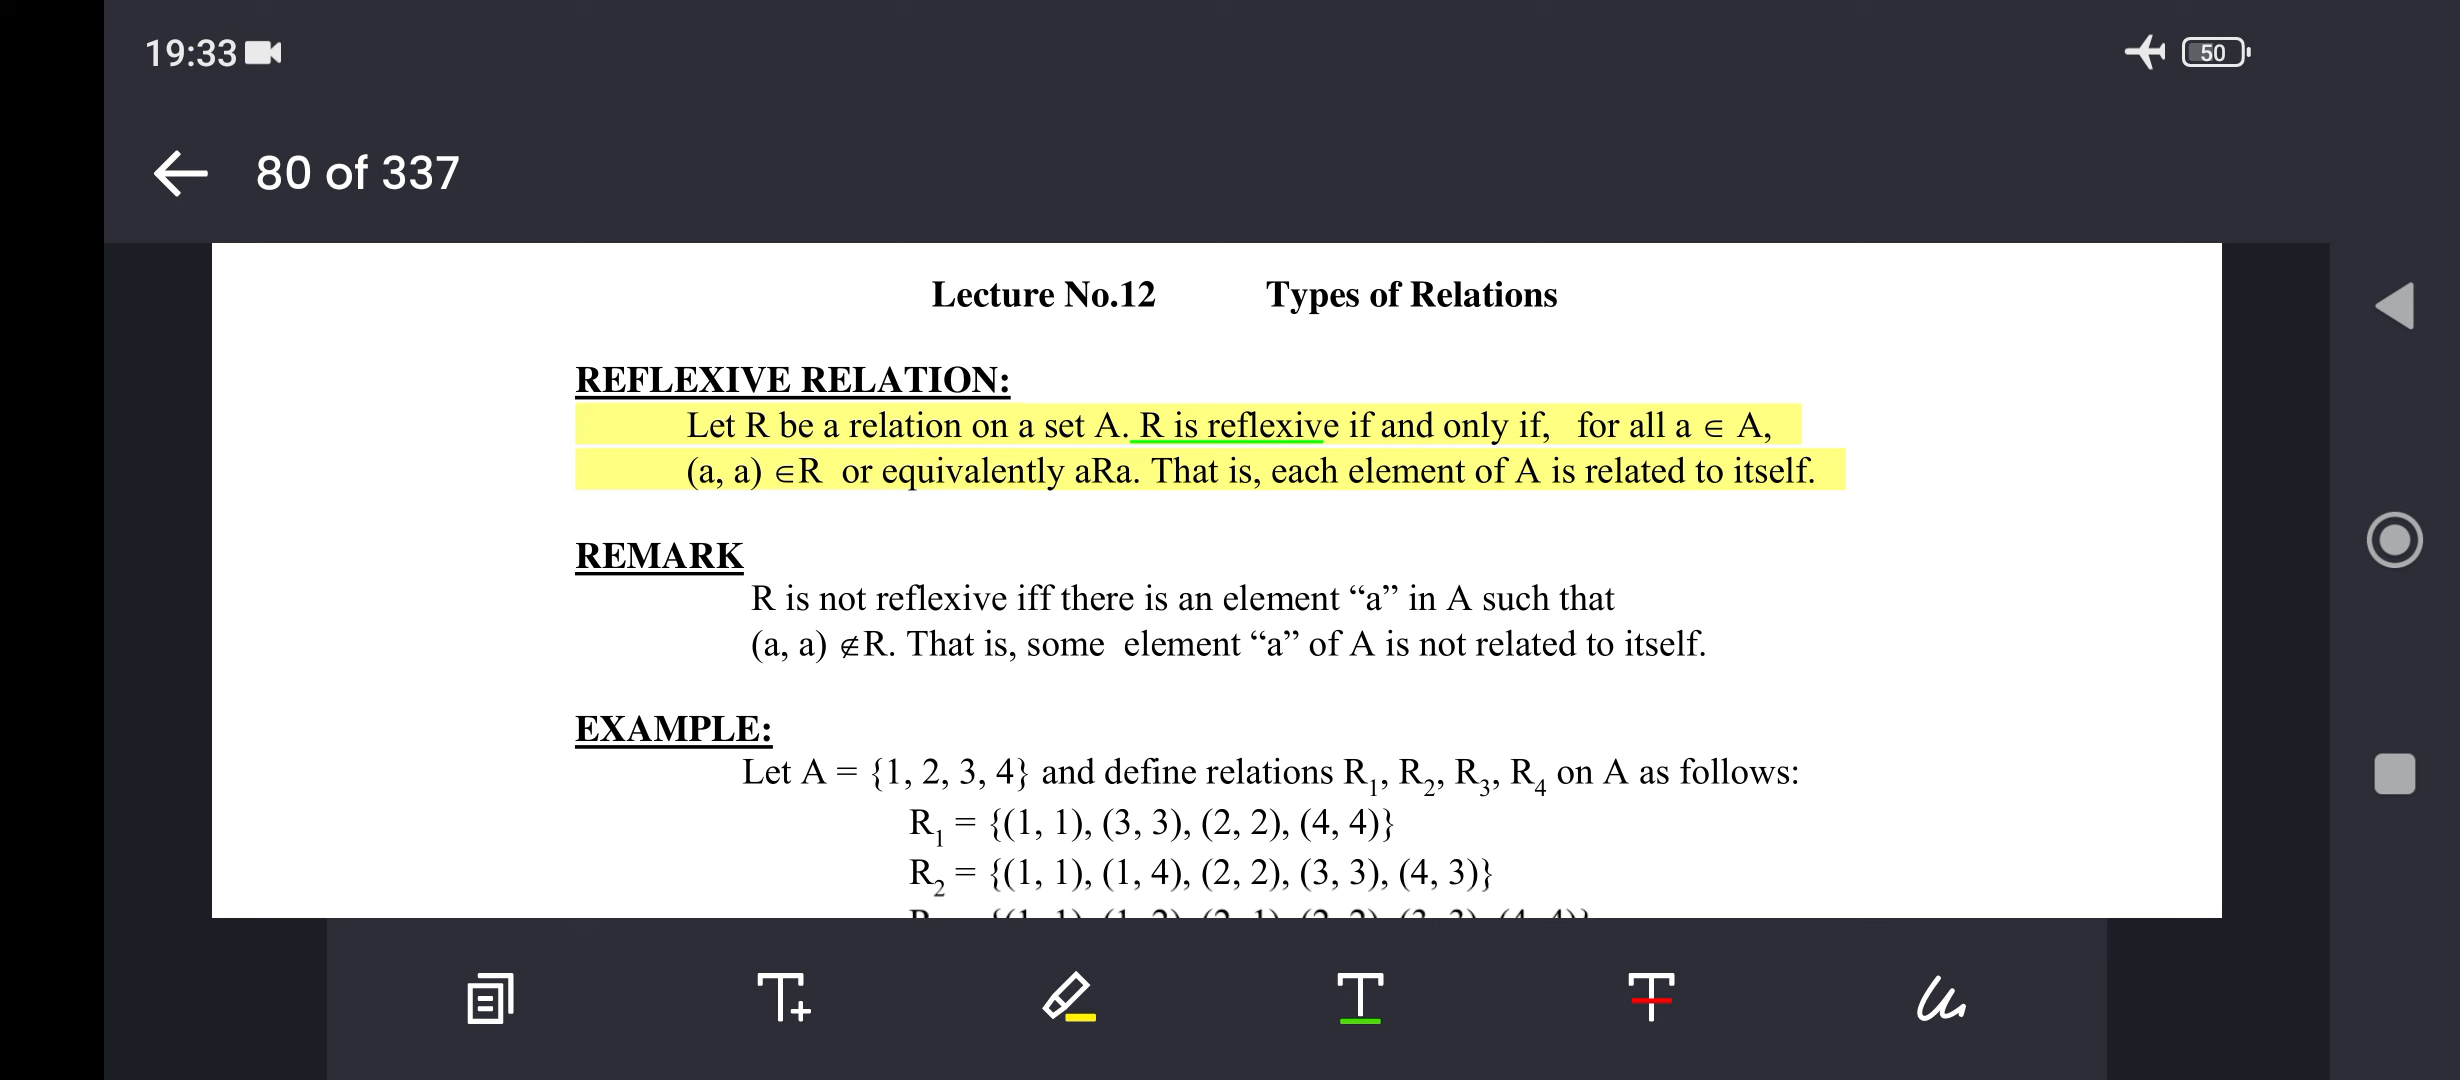 19:33
50
80 of 337
Lecture No.12 Types of Relations
REFLEXIVE RELATION:
Let R be a relation on a set A. R is reflexive if and only if, for all a ∈ A,
(a, a) ∈R or equivalently aRa. That is, each element of A is related to itself.
REMARK
R is not reflexive iff there is an element “a” in A such that
(a, a) ∉R. That is, some element “a” of A is not related to itself.
EXAMPLE:
Let A = {1, 2, 3, 4} and define relations R₁, R₂, R₃, R₄ on A as follows:
R₁ = {(1, 1), (3, 3), (2, 2), (4, 4)}
R₂ = {(1, 1), (1, 4), (2, 2), (3, 3), (4, 3)}